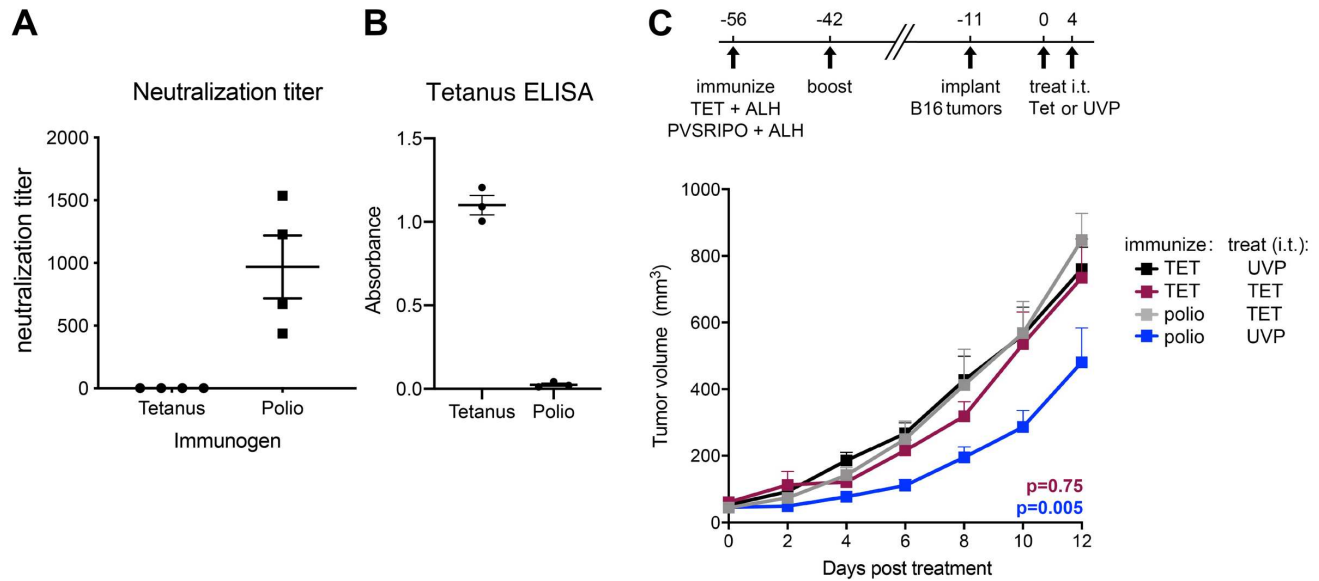 A
Neutralization titer
neutralization titer
2000
1500
1000
500
0
Tetanus
Polio
Immunogen
B
Tetanus ELISA
Absorbance
1.5
1.0
0.5
0.0
Tetanus
Polio
C
-56
-42
-11
0
4
immunize
TET + ALH
PVSRIPO + ALH
boost
implant
B16 tumors
treat i.t.
Tet or UVP
Tumor volume (mm³)
1000
800
600
400
200
0
0
2
4
6
8
10
12
Days post treatment
p=0.75
p=0.005
immunize: treat (i.t.):
TET UVP
TET TET
polio TET
polio UVP